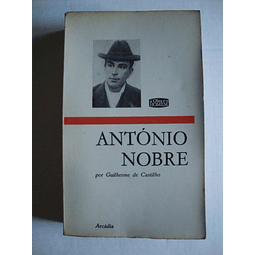 ANTÓNIO
NOBRE
por Guilherme de Castilho
Arcádia